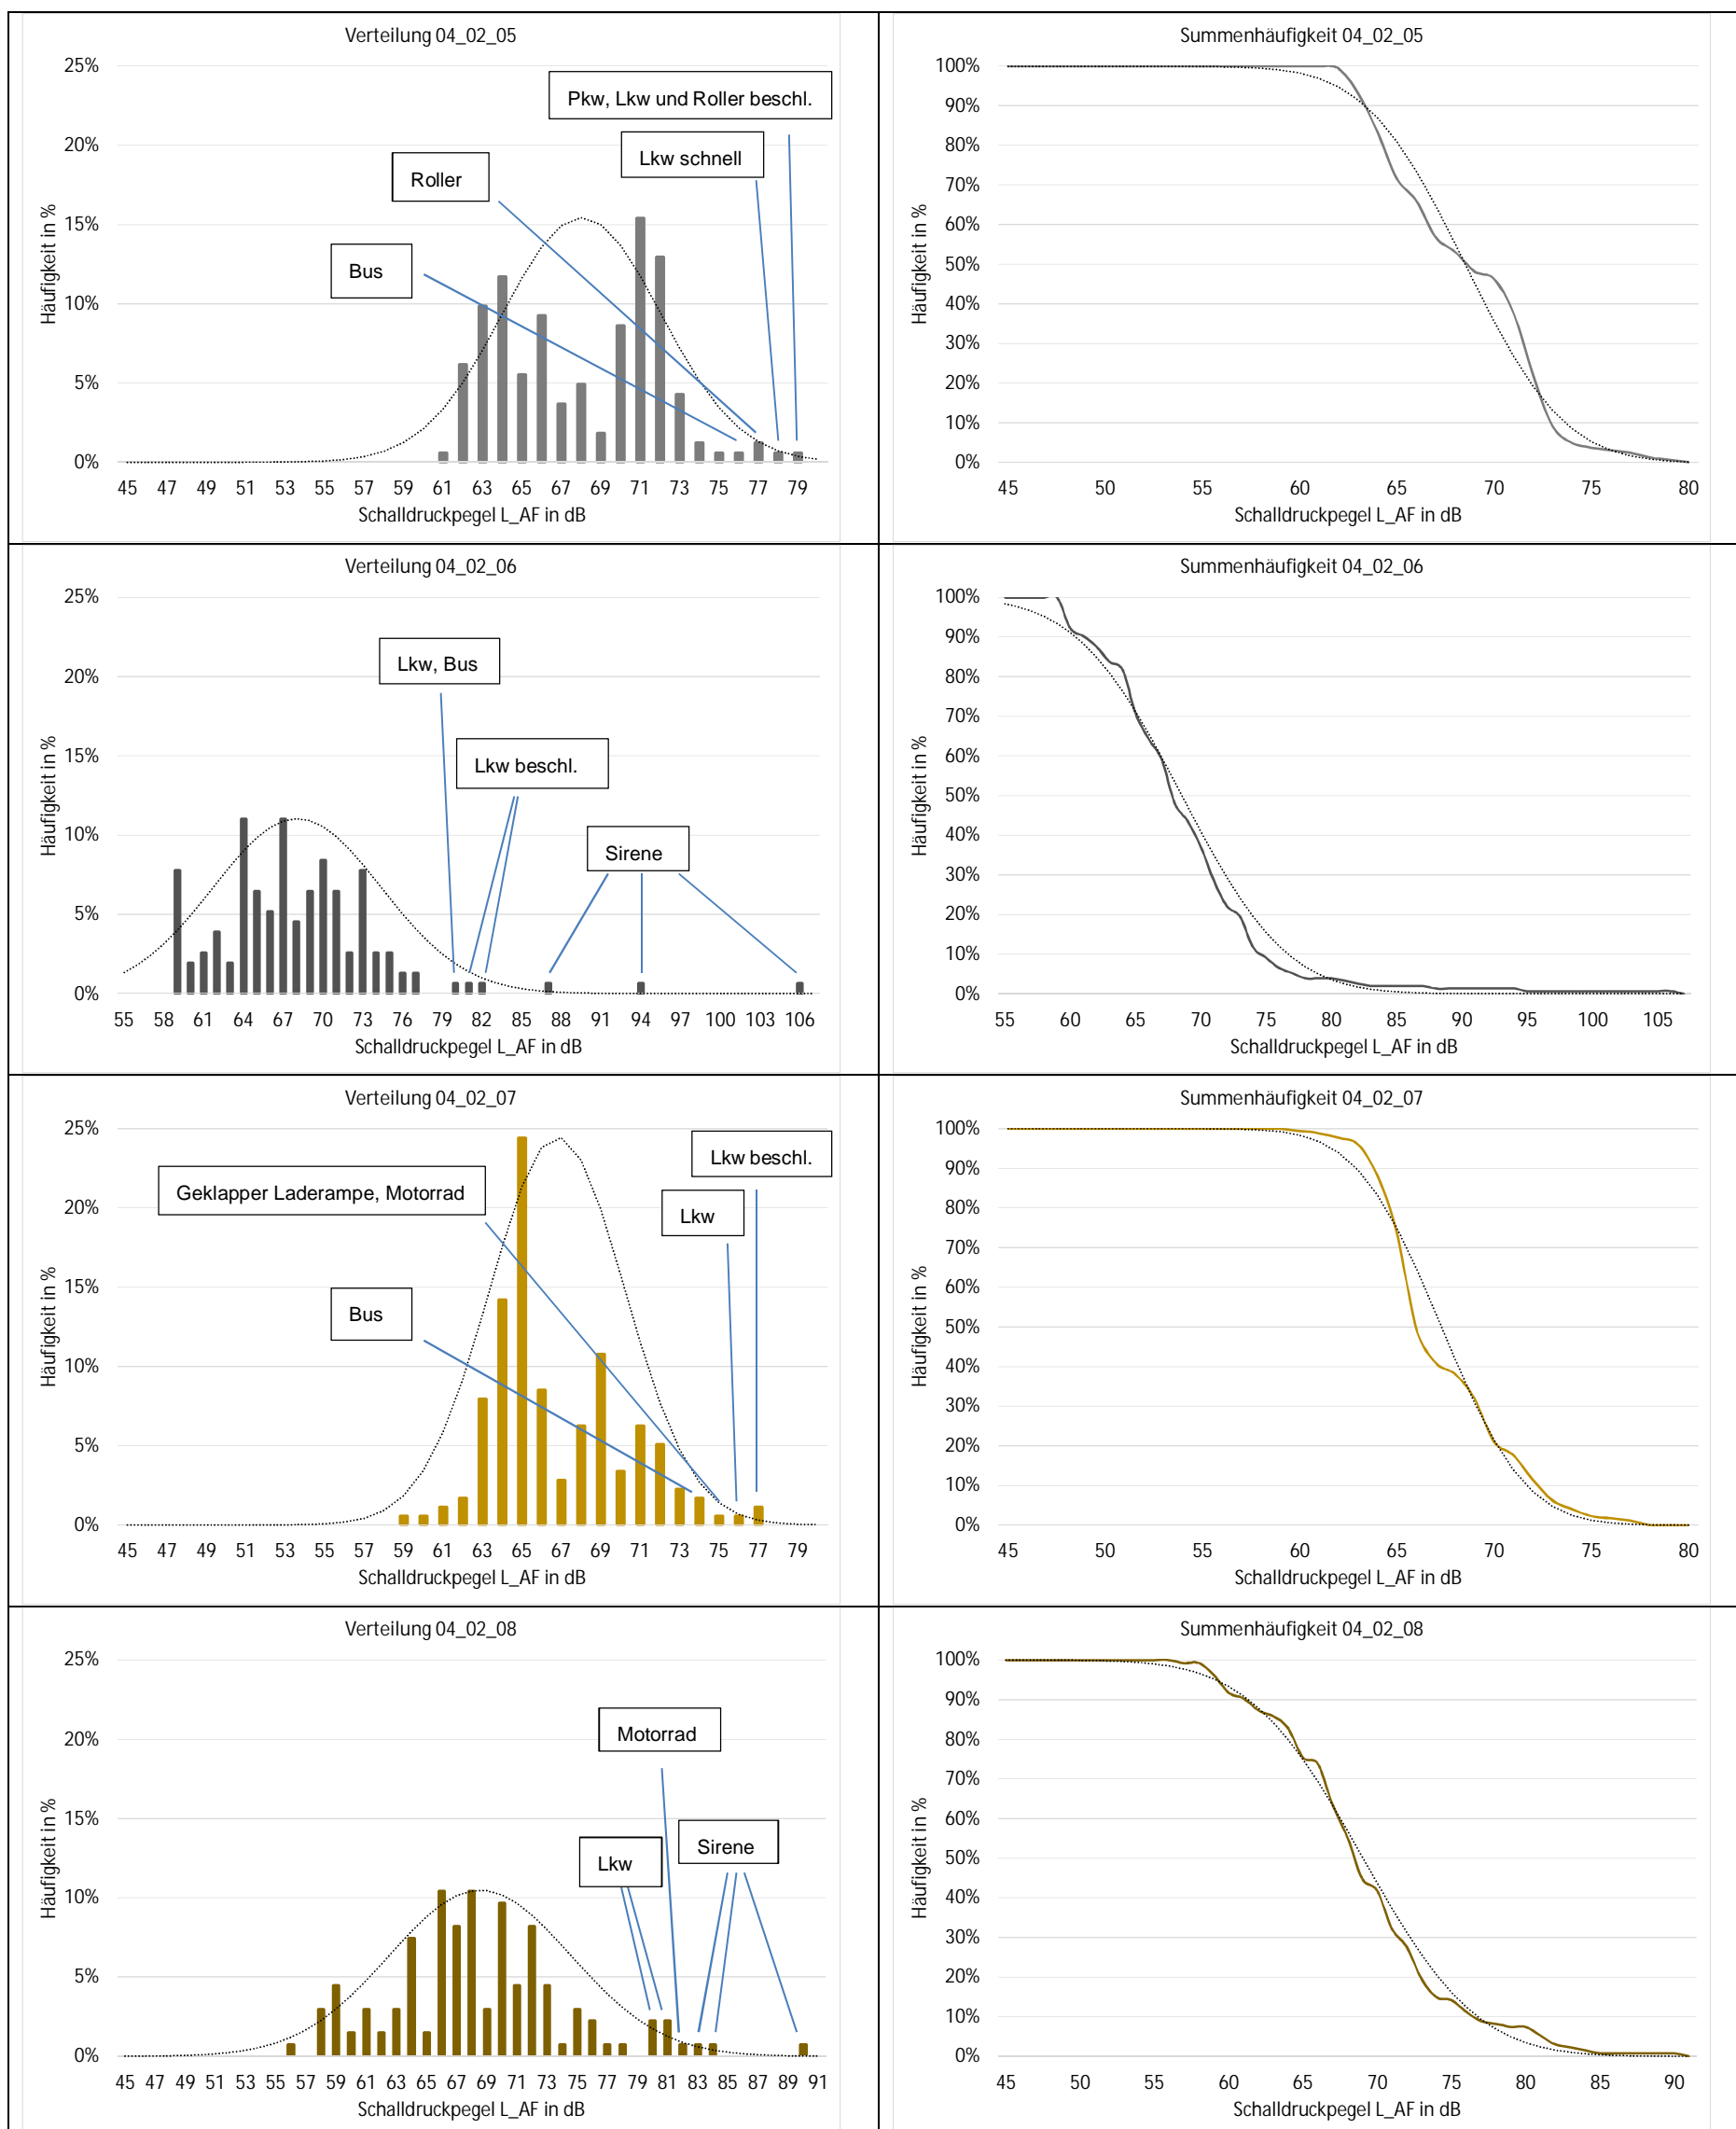 Verteilung 04_02_05
25%
20%
15%
10%
5%
0%
Häufigkeit in %
Pkw, Lkw und Roller beschl.
Lkw schnell
Roller
Bus
45 47 49 51 53 55 57 59 61 63 65 67 69 71 73 75 77 79
Schalldruckpegel L_AF in dB
Summenhäufigkeit 04_02_05
100%
90%
80%
70%
60%
50%
40%
30%
20%
10%
0%
Häufigkeit in %
45 50 55 60 65 70 75 80
Schalldruckpegel L_AF in dB
Verteilung 04_02_06
25%
20%
15%
10%
5%
0%
Häufigkeit in %
Lkw, Bus
Lkw beschl.
Sirene
55 58 61 64 67 70 73 76 79 82 85 88 91 94 97 100 103 106
Schalldruckpegel L_AF in dB
Summenhäufigkeit 04_02_06
100%
90%
80%
70%
60%
50%
40%
30%
20%
10%
0%
Häufigkeit in %
55 60 65 70 75 80 85 90 95 100 105
Schalldruckpegel L_AF in dB
Verteilung 04_02_07
25%
20%
15%
10%
5%
0%
Häufigkeit in %
Lkw beschl.
Geklapper Laderampe, Motorrad
Lkw
Bus
45 47 49 51 53 55 57 59 61 63 65 67 69 71 73 75 77 79
Schalldruckpegel L_AF in dB
Summenhäufigkeit 04_02_07
100%
90%
80%
70%
60%
50%
40%
30%
20%
10%
0%
Häufigkeit in %
45 50 55 60 65 70 75 80
Schalldruckpegel L_AF in dB
Verteilung 04_02_08
25%
20%
15%
10%
5%
0%
Häufigkeit in %
Motorrad
Sirene
Lkw
45 47 49 51 53 55 57 59 61 63 65 67 69 71 73 75 77 79 81 83 85 87 89 91
Schalldruckpegel L_AF in dB
Summenhäufigkeit 04_02_08
100%
90%
80%
70%
60%
50%
40%
30%
20%
10%
0%
Häufigkeit in %
45 50 55 60 65 70 75 80 85 90
Schalldruckpegel L_AF in dB